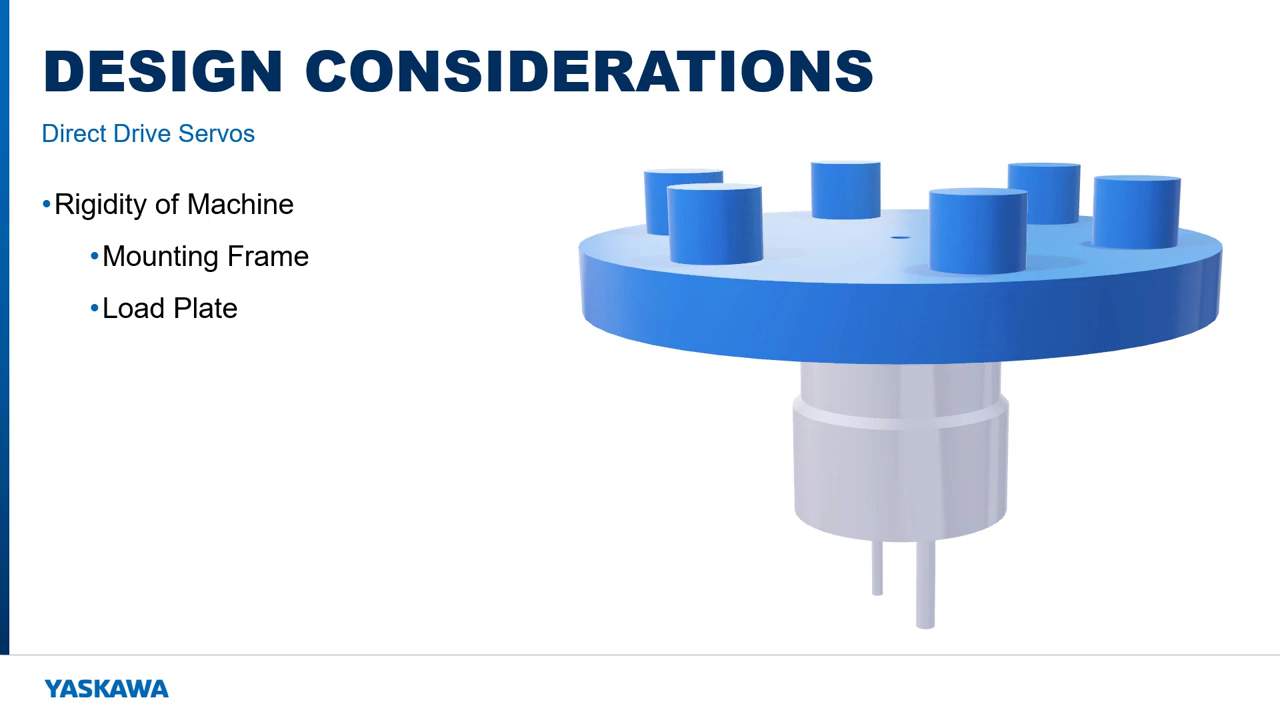 DESIGN CONSIDERATIONS
Direct Drive Servos
•Rigidity of Machine
•Mounting Frame
•Load Plate
YASKAWA